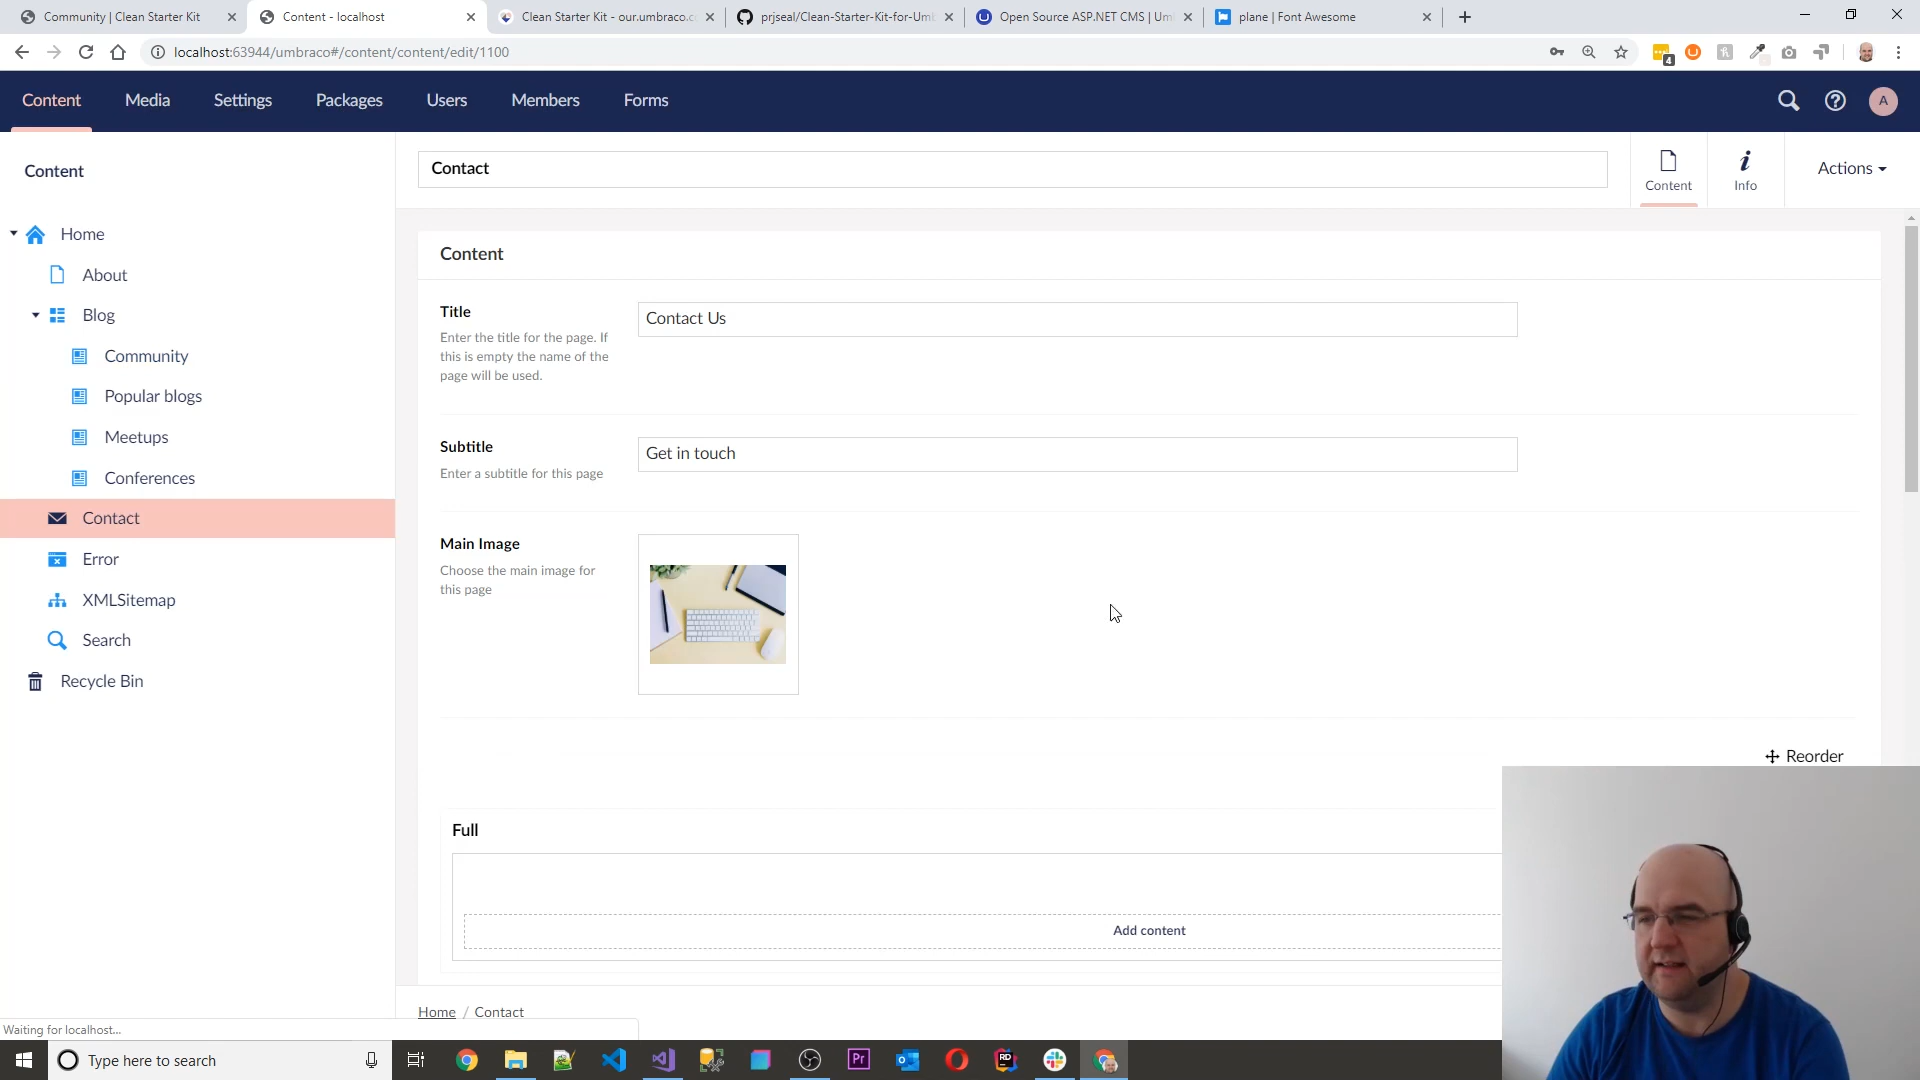 Community | Clean Starter Kit
Content - localhost
Clean Starter Kit - our.umbraco.c
prjseal/Clean-Starter-Kit-for-Um
Open Source ASP.NET CMS | Um
plane | Font Awesome
localhost:63944/umbraco#/content/content/edit/1100
4
Content
Media
Settings
Packages
Users
Members
Forms
A
Content
Home
About
Blog
Community
Popular blogs
Meetups
Conferences
Contact
Error
XMLSitemap
Search
Recycle Bin
Contact
Content
Info
Actions
Content
Title
Enter the title for the page. If
this is empty the name of the
page will be used.
Contact Us
Subtitle
Enter a subtitle for this page
Get in touch
Main Image
Choose the main image for
this page
Reorder
Full
Add content
Home / Contact
Waiting for localhost...
Type here to search
Pr
RD